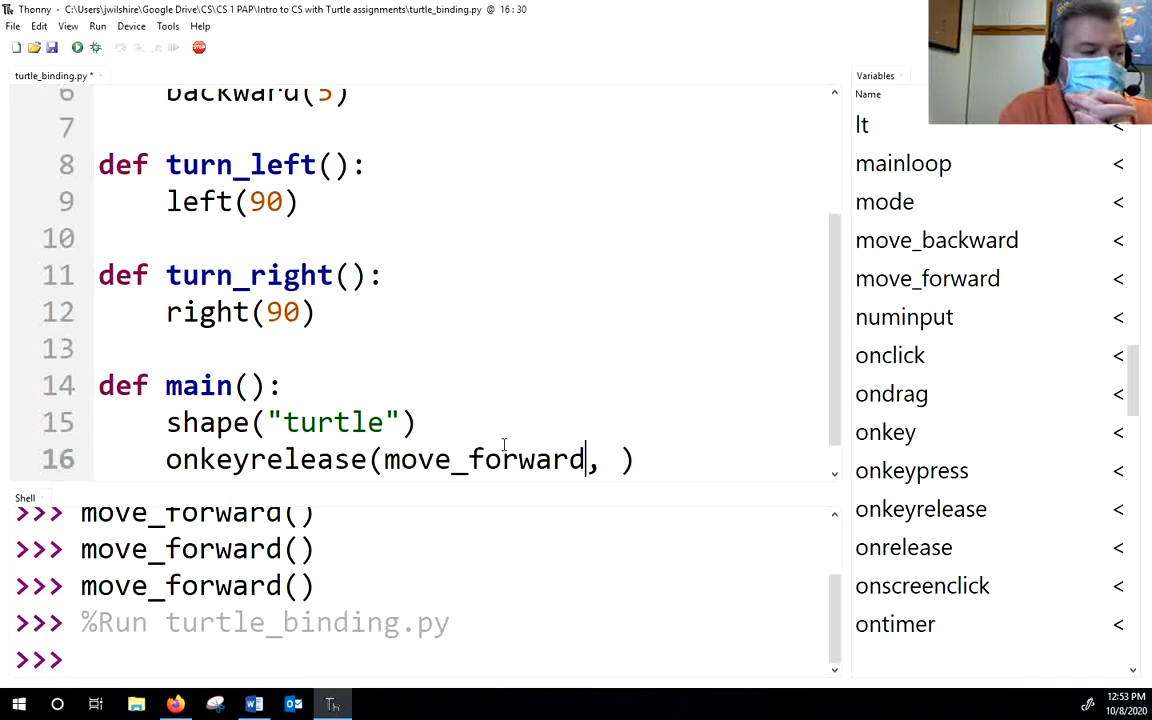 Thonny - C:\Users\jwilshire\Google Drive\CS\CS 1 PAP\Intro to CS with Turtle assignments\turtle_binding.py @ 16 : 30
File Edit View Run Device Tools Help
STOP
turtle_binding.py *
6 backward(5)
7
8 def turn_left():
9 left(90)
10
11 def turn_right():
12 right(90)
13
14 def main():
15 shape("turtle")
16 onkeyrelease(move_forward, )
Shell
>>> move_forward()
>>> move_forward()
>>> move_forward()
>>> %Run turtle_binding.py
>>>
Variables
Name
lt <
mainloop <
mode <
move_backward <
move_forward <
numinput <
onclick <
ondrag <
onkey <
onkeypress <
onkeyrelease <
onrelease <
onscreenclick <
ontimer <
12:53 PM
10/8/2020